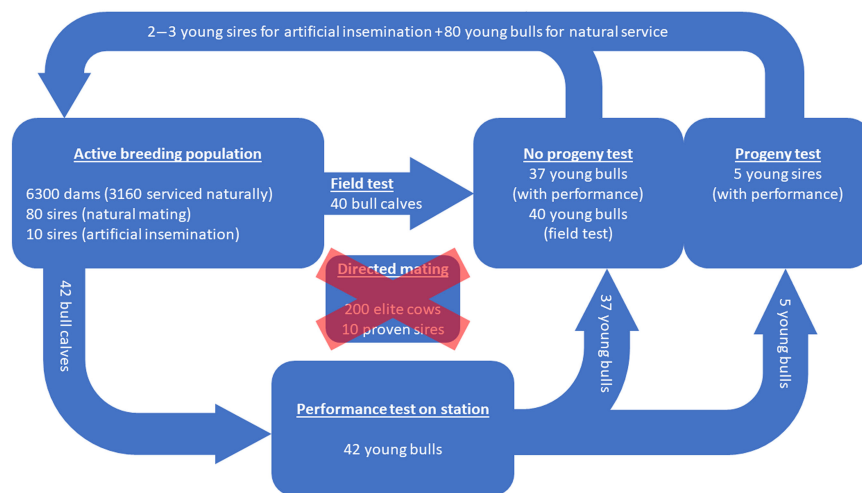 2−3 young sires for artificial insemination +80 young bulls for natural service
Active breeding population
6300 dams (3160 serviced naturally)
80 sires (natural mating)
10 sires (artificial insemination)
Field test
40 bull calves
No progeny test
37 young bulls
(with performance)
40 young bulls
(field test)
Progeny test
5 young sires
(with performance)
Directed mating
200 elite cows
10 proven sires
42 bull calves
37 young bulls
5 young bulls
Performance test on station
42 young bulls